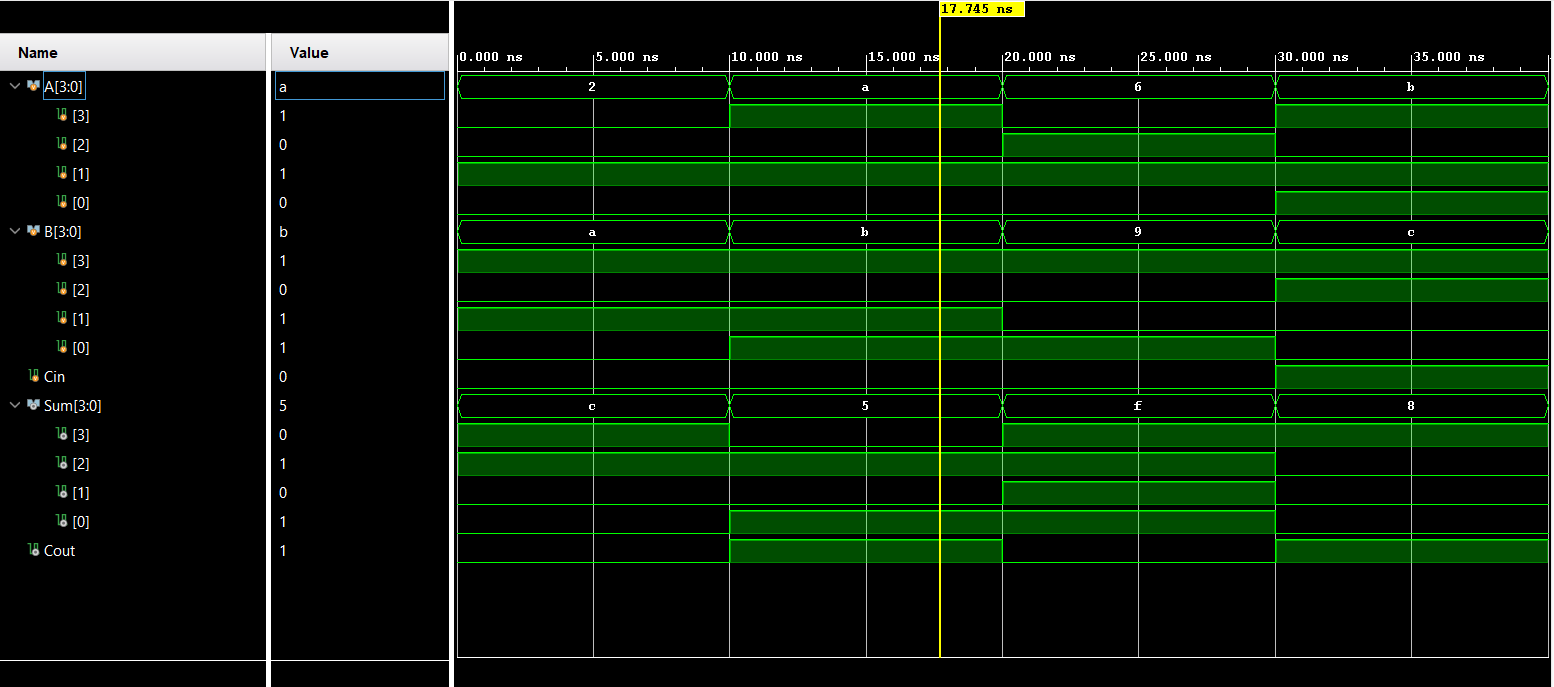 17.745 ns
Name Value
0.000 ns 5.000 ns 10.000 ns 15.000 ns 20.000 ns 25.000 ns 30.000 ns 35.000 ns
A[3:0] a 2 a 6 b
[3] 1
[2] 0
[1] 1
[0] 0
B[3:0] b a b 9 c
[3] 1
[2] 0
[1] 1
[0] 1
Cin 0
Sum[3:0] 5 c 5 f 8
[3] 0
[2] 1
[1] 0
[0] 1
Cout 1